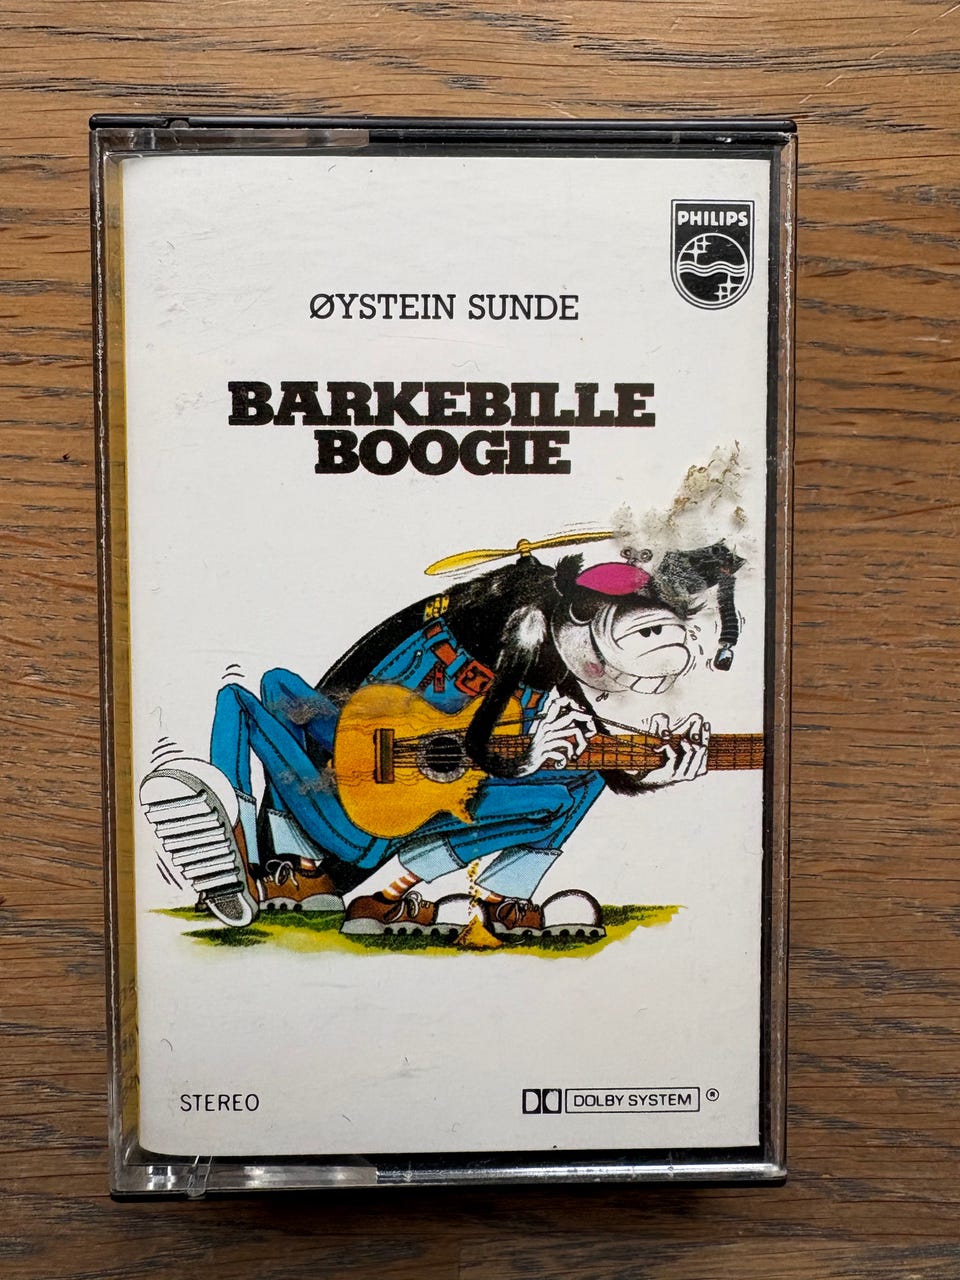 PHILIPS
ØYSTEIN SUNDE
BARKEBILLE
BOOGIE
STEREO
DOLBY SYSTEM ®